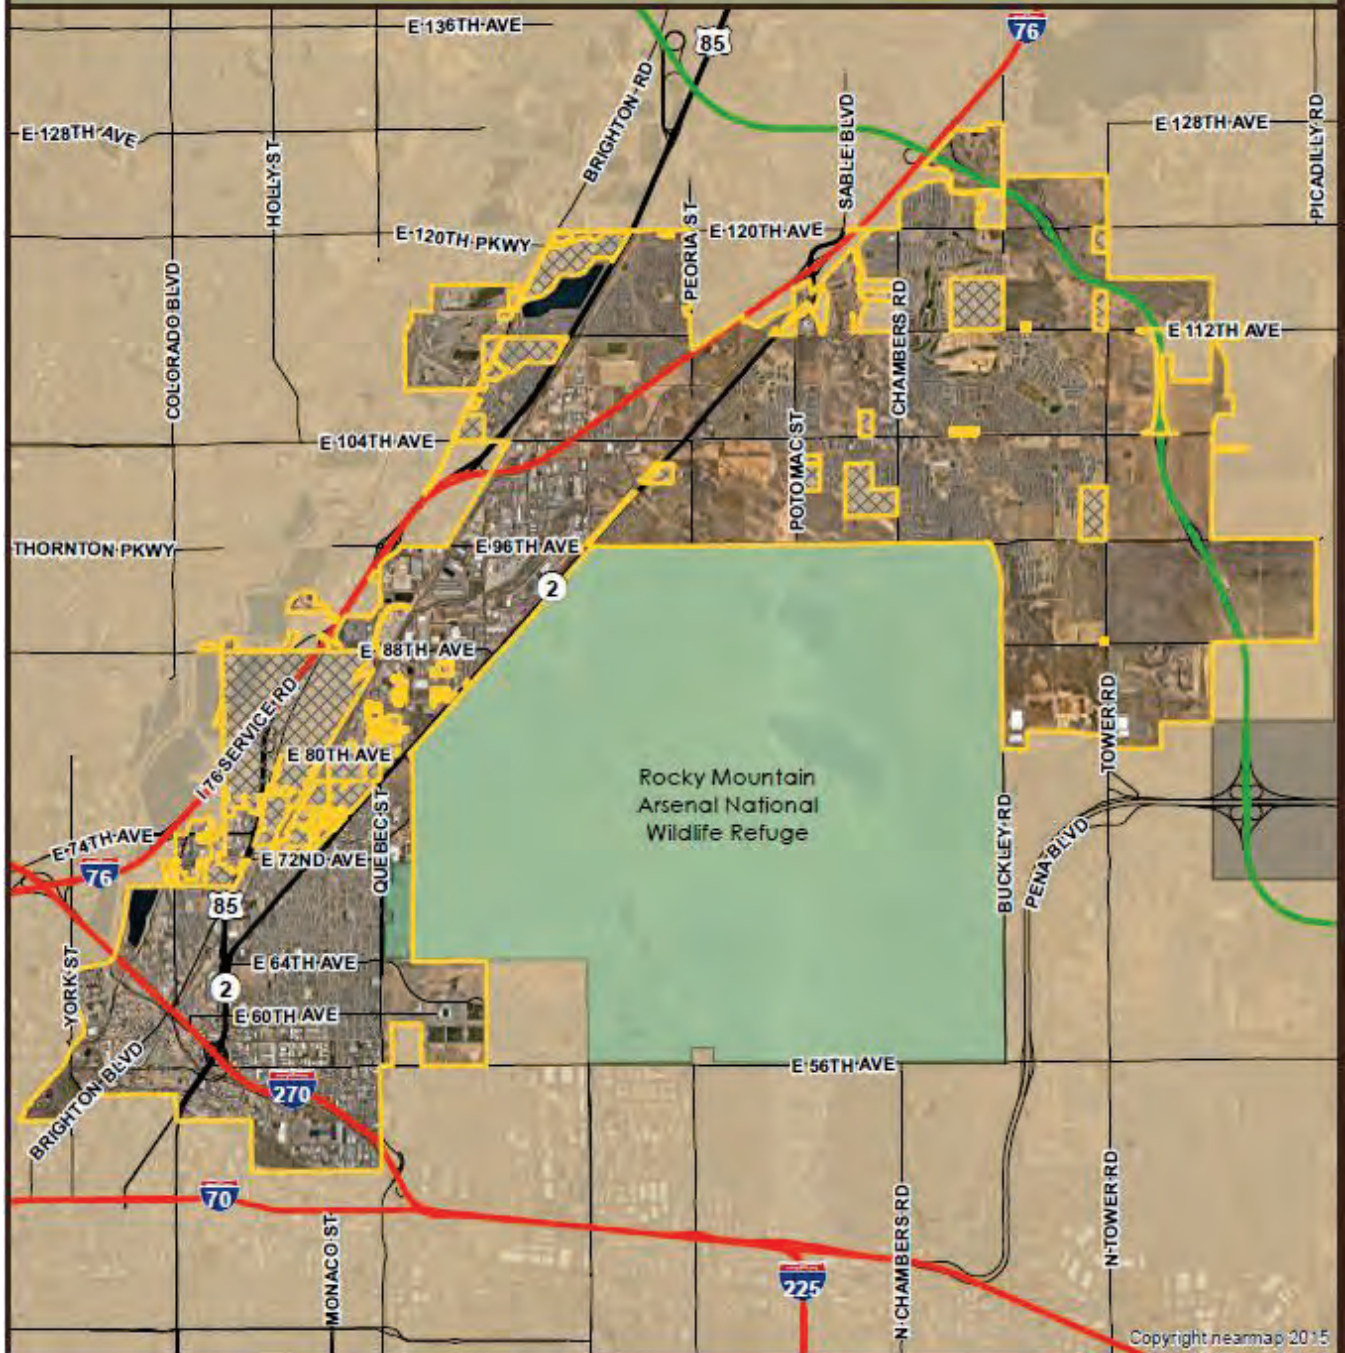 E 136TH AVE
85
76
BRIGHTON RD
SABLE BLVD
E 128TH AVE
E 128TH AVE
PICADILLY RD
HOLLY ST
E 120TH PKWY
PEORIA ST
E 120TH AVE
COLORADO BLVD
CHAMBERS RD
E 112TH AVE
E 104TH AVE
POTOMAC ST
THORNTON PKWY
E 96TH AVE
2
E 88TH AVE
I 76 SERVICE RD
E 80TH AVE
TOWER RD
Rocky Mountain
Arsenal National
Wildlife Refuge
QUEBEC ST
BUCKLEY RD
PENA BLVD
E 74TH AVE
76
E 72ND AVE
85
YORK ST
E 64TH AVE
2
E 60TH AVE
BRIGHTON BLVD
E 56TH AVE
270
70
MONACO ST
225
N CHAMBERS RD
N TOWER RD
Copyright nearmap 2015